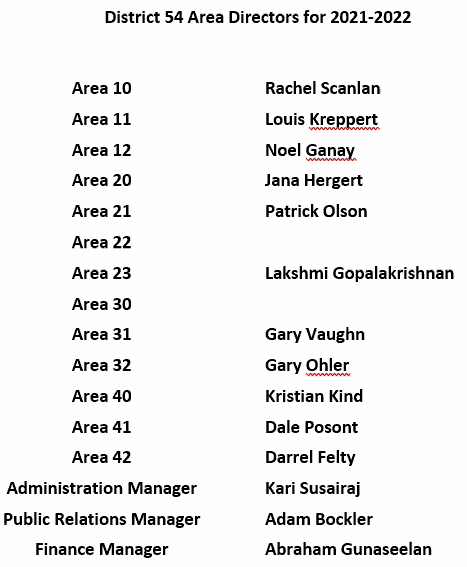 District 54 Area Directors for 2021-2022
Area 10 Rachel Scanlan
Area 11 Louis Kreppert
Area 12 Noel Ganay
Area 20 Jana Hergert
Area 21 Patrick Olson
Area 22
Area 23 Lakshmi Gopalakrishnan
Area 30
Area 31 Gary Vaughn
Area 32 Gary Ohler
Area 40 Kristian Kind
Area 41 Dale Posont
Area 42 Darrel Felty
Administration Manager Kari Susairaj
Public Relations Manager Adam Bockler
Finance Manager Abraham Gunaseelan